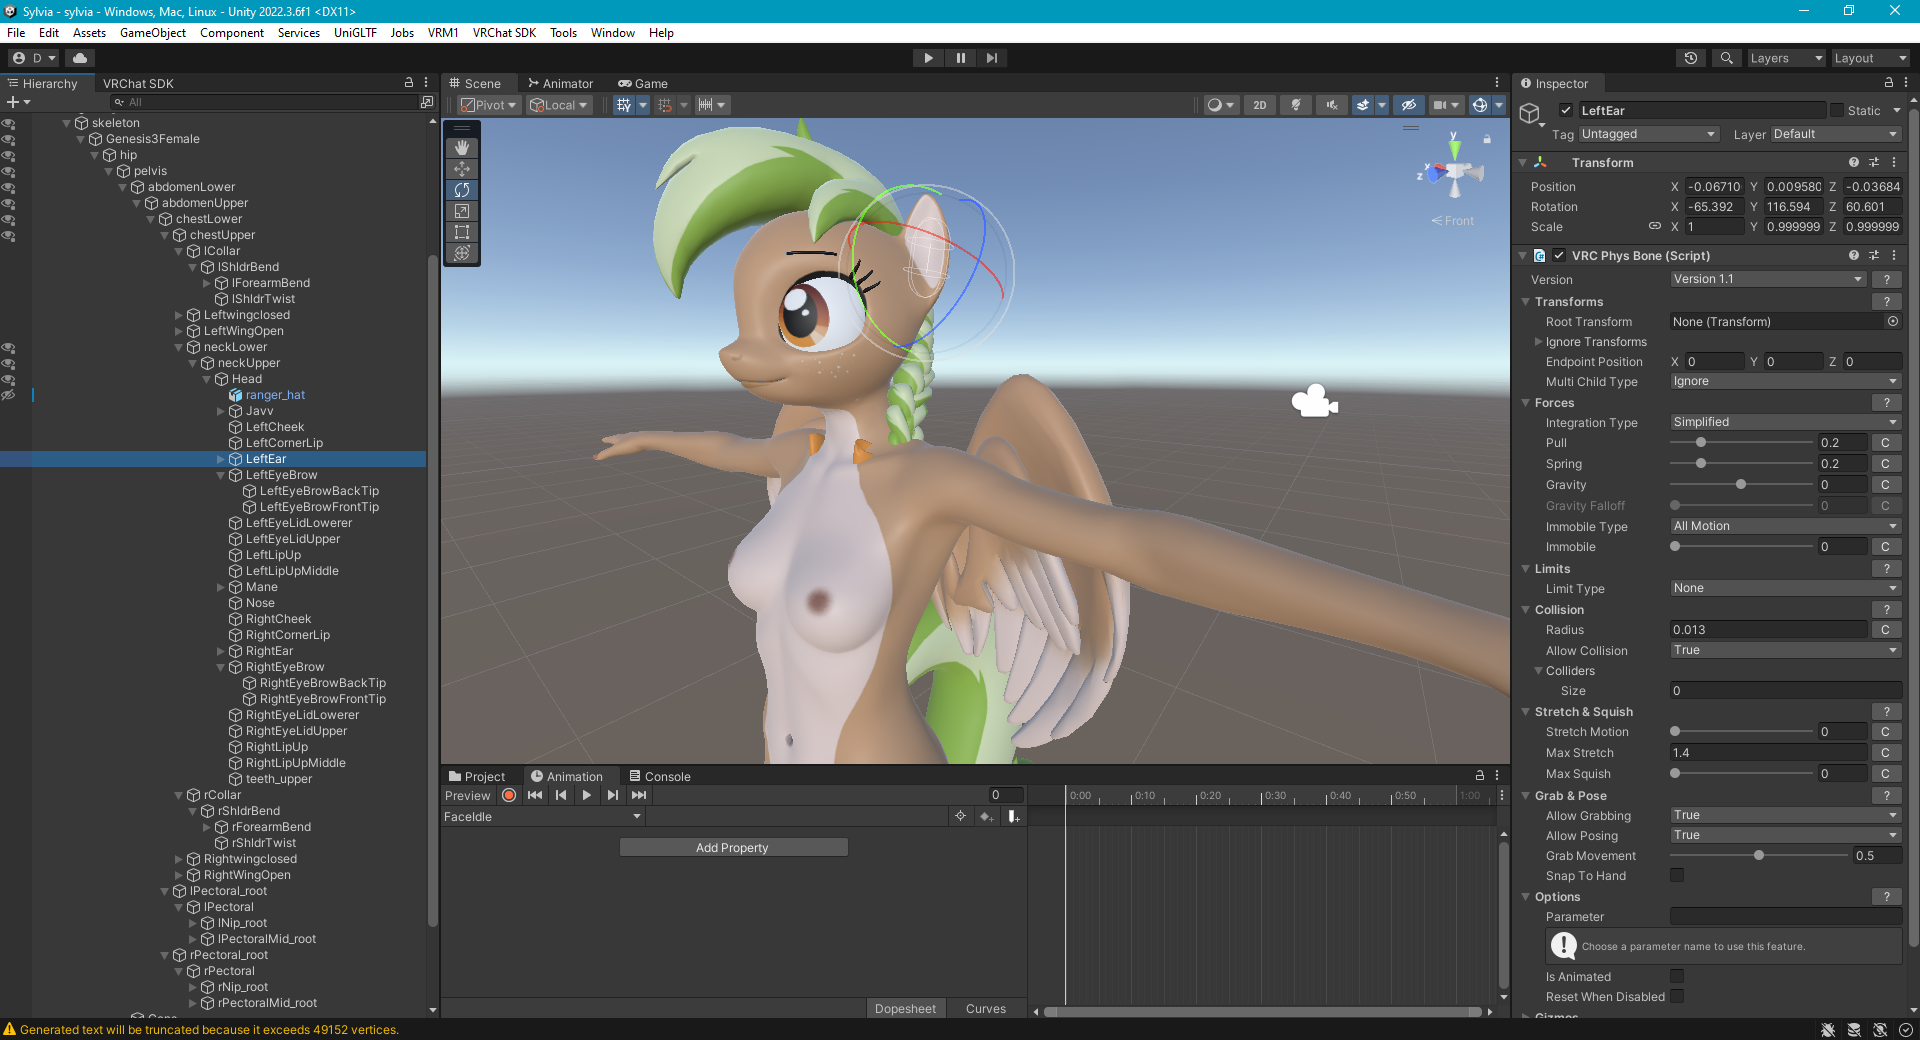 Sylvia - sylvia - Windows, Mac, Linux - Unity 2022.3.6f1 <DX11>
File Edit Assets GameObject Component Services UniGLTF Jobs VRM1 VRChat SDK Tools Window Help
D Layers Layout
Hierarchy VRChat SDK
All
skeleton
Genesis3Female
hip
pelvis
abdomenLower
abdomenUpper
chestLower
chestUpper
lCollar
lShldrBend
lForearmBend
lShldrTwist
Leftwingclosed
LeftWingOpen
neckLower
neckUpper
Head
ranger_hat
Javv
LeftCheek
LeftCornerLip
LeftEar
LeftEyeBrow
LeftEyeBrowBackTip
LeftEyeBrowFrontTip
LeftEyeLidLowerer
LeftEyeLidUpper
LeftLipUp
LeftLipUpMiddle
Mane
Nose
RightCheek
RightCornerLip
RightEar
RightEyeBrow
RightEyeBrowBackTip
RightEyeBrowFrontTip
RightEyeLidLowerer
RightEyeLidUpper
RightLipUp
RightLipUpMiddle
teeth_upper
rCollar
rShldrBend
rForearmBend
rShldrTwist
Rightwingclosed
RightWingOpen
lPectoral_root
lPectoral
lNip_root
lPectoralMid_root
rPectoral_root
rPectoral
rNip_root
rPectoralMid_root
Scene Animator Game
Pivot Local 2D
y
x
z
Front
Project Animation Console
Preview 0 0:00 0:10 0:20 0:30 0:40 0:50 1:00
FaceIdle
Add Property
Dopesheet Curves
Inspector
LeftEar Static
Tag Untagged Layer Default
Transform
Position X -0.06710 Y 0.009580 Z -0.03684
Rotation X -65.392 Y 116.594 Z 60.601
Scale X 1 Y 0.999999 Z 0.999999
VRC Phys Bone (Script)
Version Version 1.1 ?
Transforms ?
Root Transform None (Transform)
Ignore Transforms
Endpoint Position X 0 Y 0 Z 0
Multi Child Type Ignore
Forces ?
Integration Type Simplified
Pull 0.2 C
Spring 0.2 C
Gravity 0 C
Gravity Falloff 0 C
Immobile Type All Motion
Immobile 0 C
Limits ?
Limit Type None
Collision ?
Radius 0.013 C
Allow Collision True
Colliders
Size 0
Stretch & Squish ?
Stretch Motion 0 C
Max Stretch 1.4 C
Max Squish 0 C
Grab & Pose ?
Allow Grabbing True
Allow Posing True
Grab Movement 0.5
Snap To Hand
Options ?
Parameter
Choose a parameter name to use this feature.
Is Animated
Reset When Disabled
Gizmos
Generated text will be truncated because it exceeds 49152 vertices.